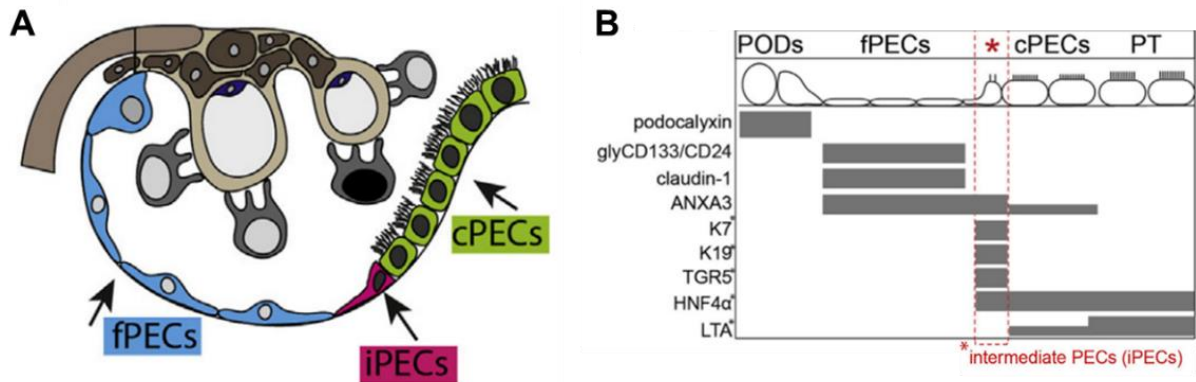 A
cPECs
fPECs
iPECs
B
PODs fPECs * cPECs PT
podocalyxin
glyCD133/CD24
claudin-1
ANXA3
K7*
K19*
TGR5*
HNF4α*
LTA*
*intermediate PECs (iPECs)